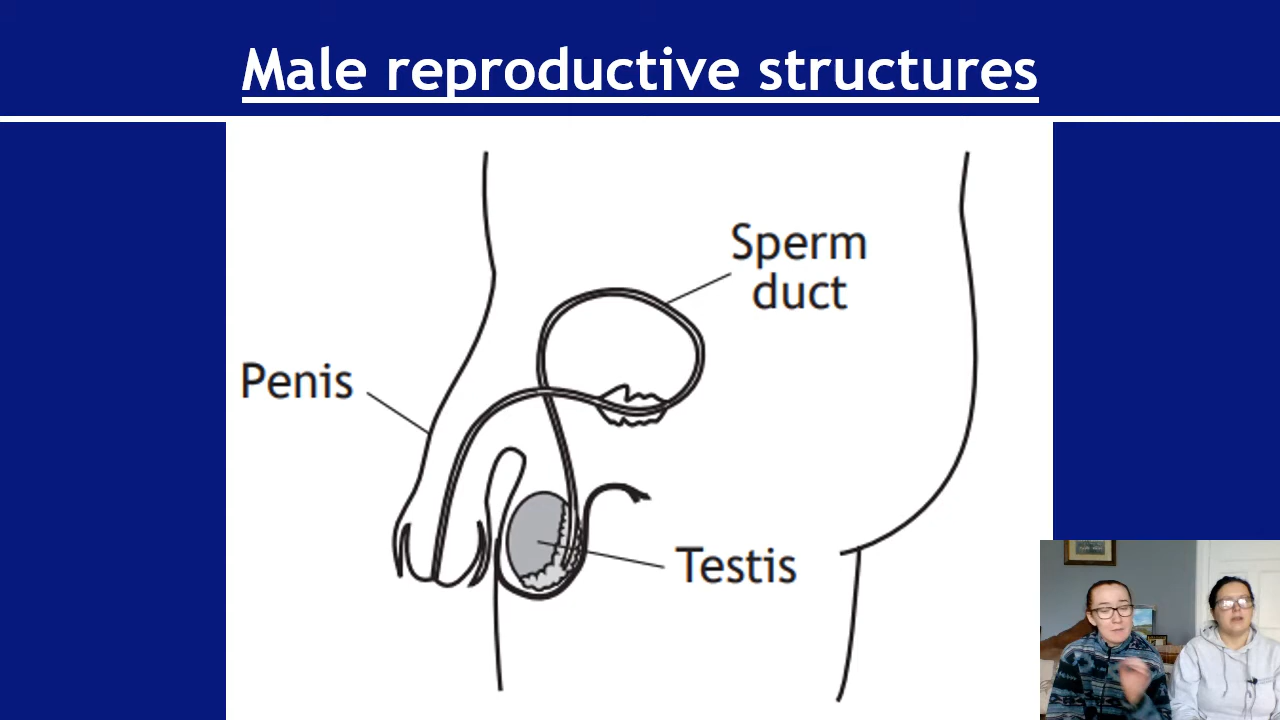 Male reproductive structures
Sperm
duct
Penis
Testis